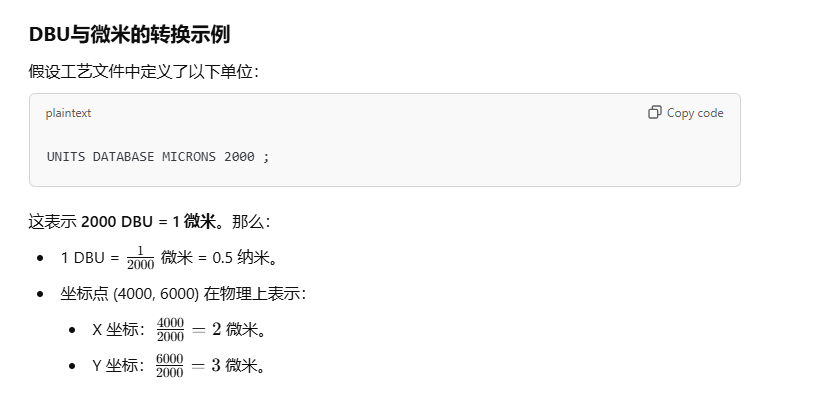 DBU与微米的转换示例
假设工艺文件中定义了以下单位：
plaintext
Copy code
UNITS DATABASE MICRONS 2000 ;
这表示 2000 DBU = 1 微米。那么：
1 DBU = 1/2000 微米 = 0.5 纳米。
坐标点 (4000, 6000) 在物理上表示：
X 坐标：4000/2000 = 2 微米。
Y 坐标：6000/2000 = 3 微米。